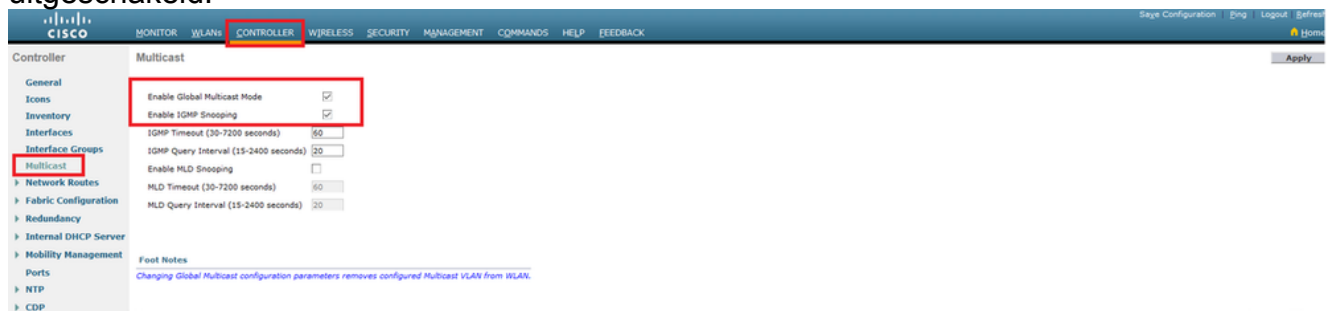 uitgeschakeld.
Saye Configuration Ping Logout Refresh
CISCO MONITOR WLANs CONTROLLER WIRELESS SECURITY MANAGEMENT COMMANDS HELP FEEDBACK Home
Controller Multicast Apply
General
Icons Enable Global Multicast Mode
Inventory Enable IGMP Snooping
Interfaces IGMP Timeout (30-7200 seconds) 60
Interface Groups IGMP Query Interval (15-2400 seconds) 20
Multicast Enable MLD Snooping
Network Routes MLD Timeout (30-7200 seconds) 60
Fabric Configuration MLD Query Interval (15-2400 seconds) 20
Redundancy
Internal DHCP Server
Mobility Management Foot Notes
Ports Changing Global Multicast configuration parameters removes configured Multicast VLAN from WLAN.
NTP
CDP